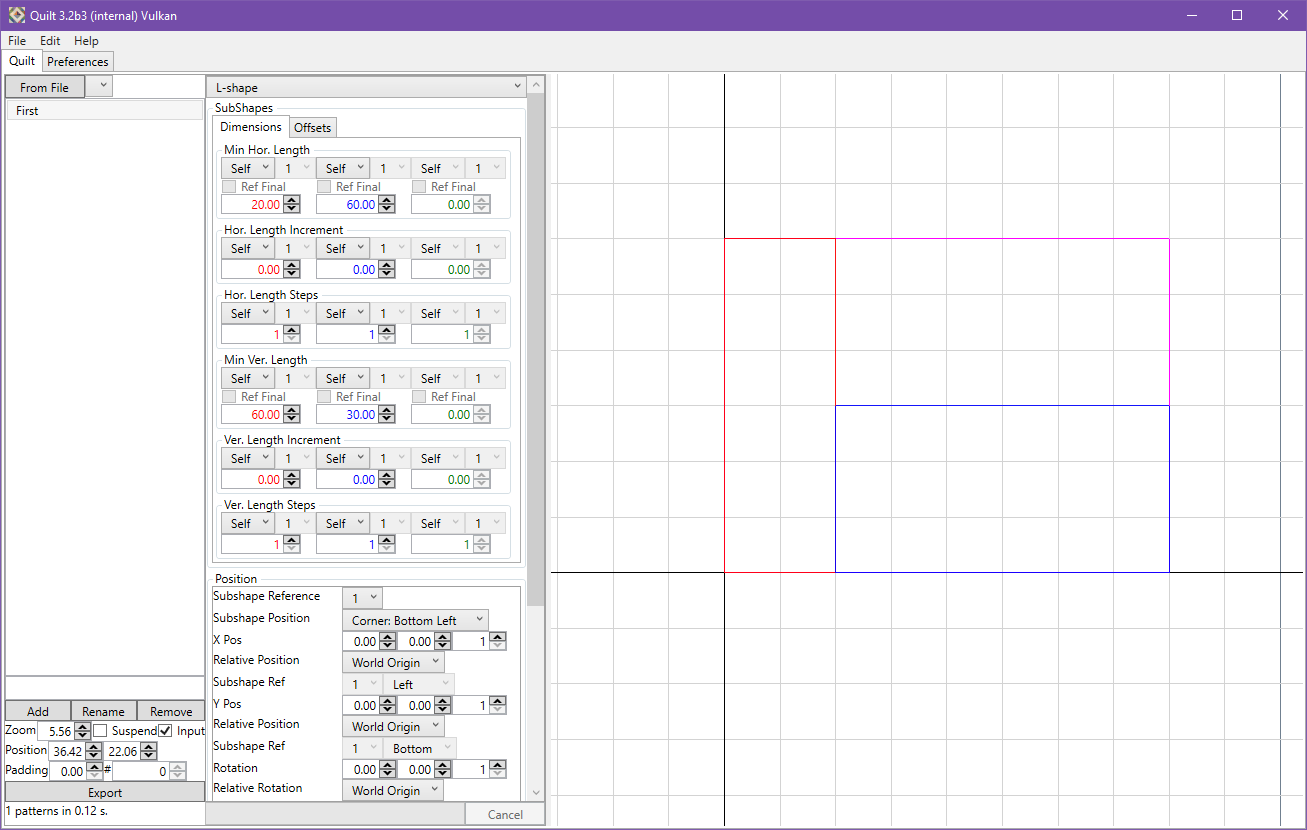 Quilt 3.2b3 (internal) Vulkan
File Edit Help
Quilt Preferences
From File
First
L-shape
SubShapes
Dimensions Offsets
Min Hor. Length
Self 1 Self 1 Self 1
Ref Final Ref Final Ref Final
20.00 60.00 0.00
Hor. Length Increment
Self 1 Self 1 Self 1
0.00 0.00 0.00
Hor. Length Steps
Self 1 Self 1 Self 1
1 1 1
Min Ver. Length
Self 1 Self 1 Self 1
Ref Final Ref Final Ref Final
60.00 30.00 0.00
Ver. Length Increment
Self 1 Self 1 Self 1
0.00 0.00 0.00
Ver. Length Steps
Self 1 Self 1 Self 1
1 1 1
Position
Subshape Reference 1
Subshape Position Corner: Bottom Left
X Pos 0.00 0.00 1
Relative Position World Origin
Subshape Ref 1 Left
Y Pos 0.00 0.00 1
Relative Position World Origin
Subshape Ref 1 Bottom
Rotation 0.00 0.00 1
Relative Rotation World Origin
Cancel
Add Rename Remove
Zoom 5.56 Suspend Input
Position 36.42 22.06
Padding 0.00 # 0
Export
1 patterns in 0.12 s.